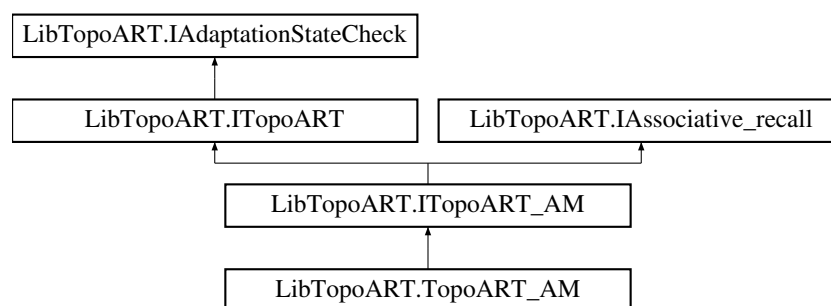 LibTopoART.IAdaptationStateCheck
LibTopoART.ITopoART
LibTopoART.IAssociative_recall
LibTopoART.ITopoART_AM
LibTopoART.TopoART_AM